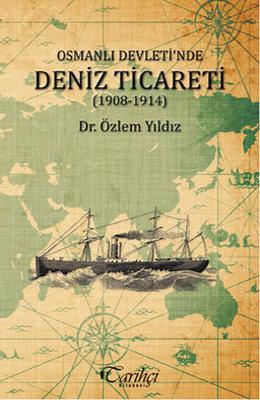 OSMANLI DEVLETİ'NDE
DENİZ TİCARETİ
(1908-1914)
Dr. Özlem Yıldız
Tarihçi
Kitabevi